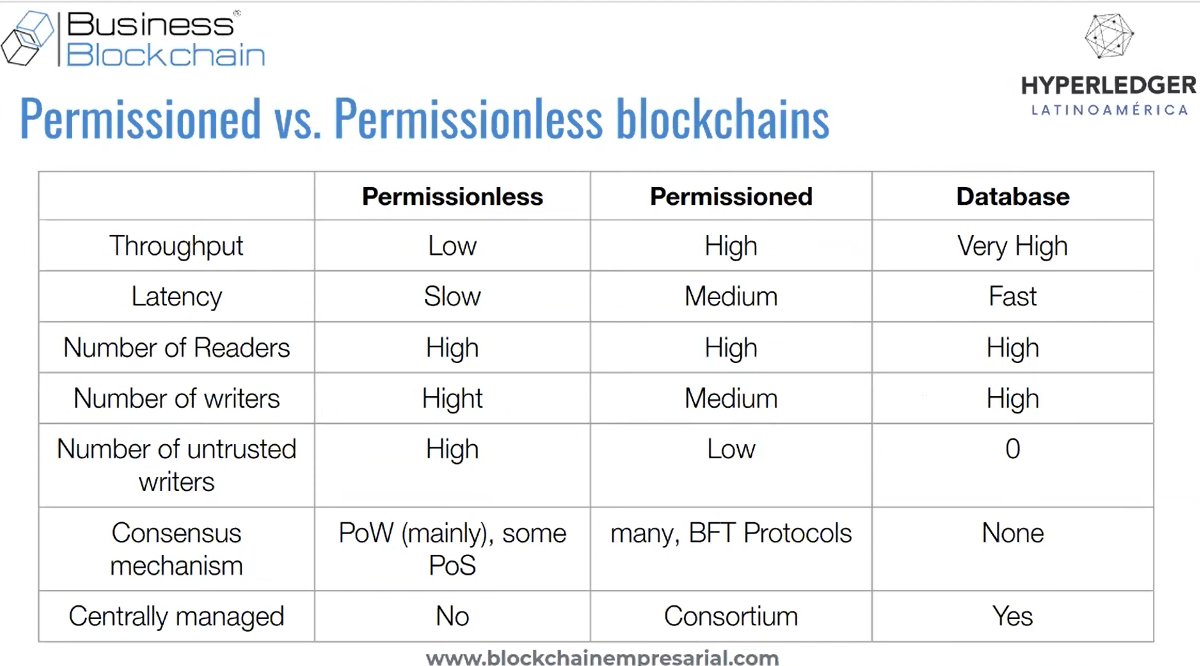 Business®
Blockchain
HYPERLEDGER
LATINOAMÉRICA
Permissioned vs. Permissionless blockchains
Permissionless Permissioned Database
Throughput Low High Very High
Latency Slow Medium Fast
Number of Readers High High High
Number of writers Hight Medium High
Number of untrusted High Low 0
writers
Consensus PoW (mainly), some many, BFT Protocols None
mechanism PoS
Centrally managed No Consortium Yes
www.blockchainempresarial.com